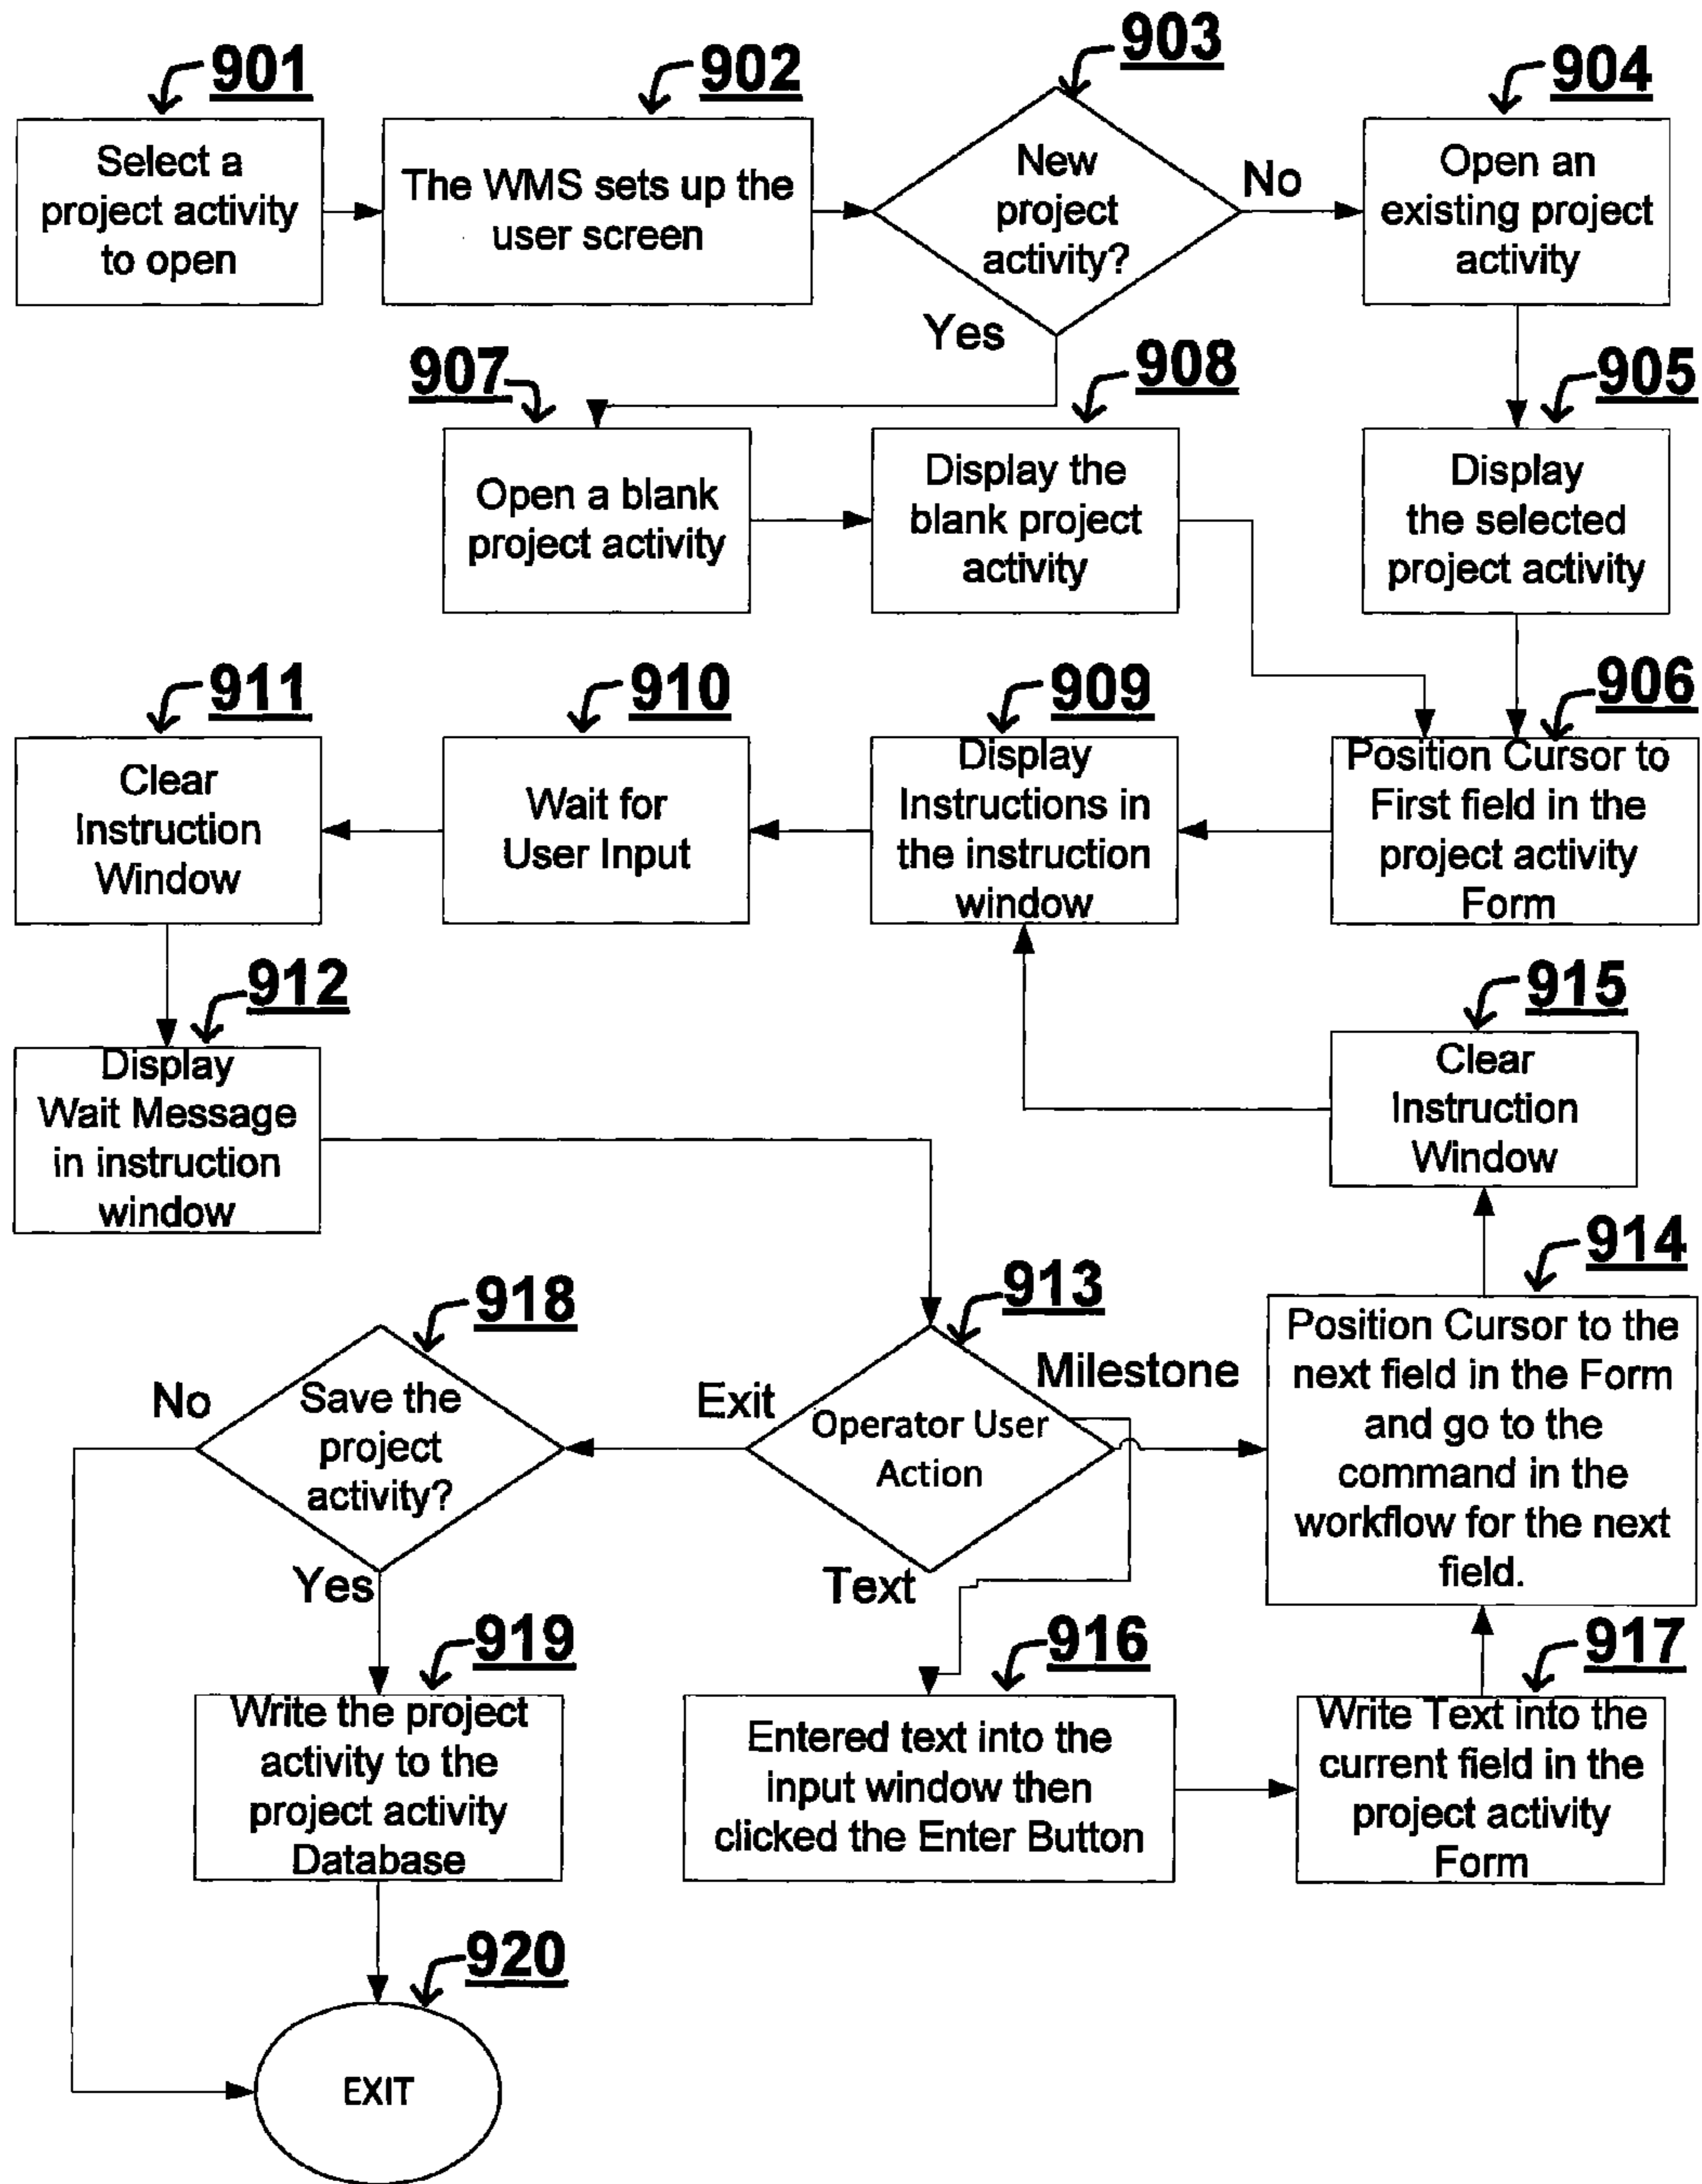 901
Select a
project activity
to open
902
The WMS sets up the
user screen
903
New
project
activity?
No
Yes
904
Open an
existing project
activity
905
Display
the selected
project activity
907
Open a blank
project activity
908
Display the
blank project
activity
906
Position Cursor to
First field in the
project activity
Form
909
Display
Instructions in
the instruction
window
910
Wait for
User Input
911
Clear
Instruction
Window
912
Display
Wait Message
in instruction
window
915
Clear
Instruction
Window
914
Position Cursor to the
next field in the Form
and go to the
command in the
workflow for the next
field.
913
Operator User
Action
Milestone
Exit
Text
918
Save the
project
activity?
No
Yes
919
Write the project
activity to the
project activity
Database
916
Entered text into the
input window then
clicked the Enter Button
917
Write Text into the
current field in the
project activity
Form
920
EXIT